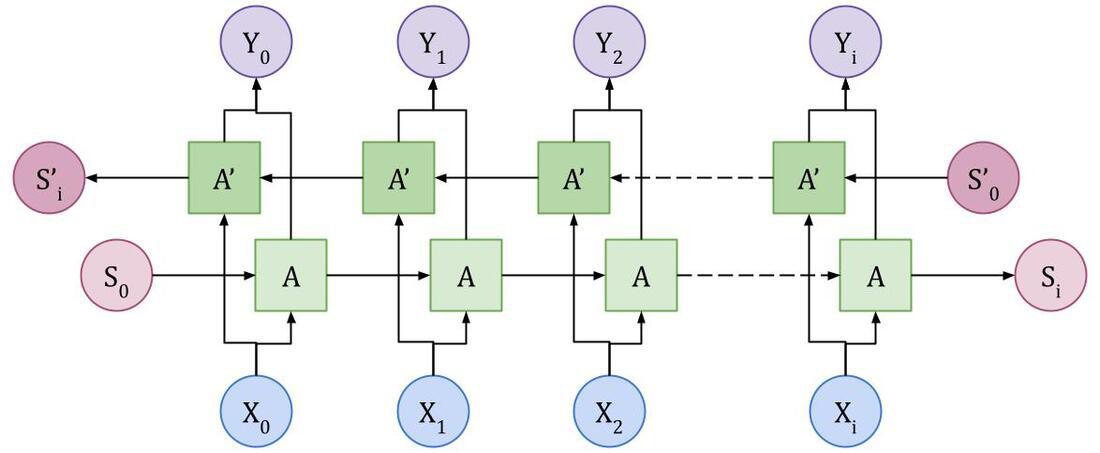 Y0 Y1 Y2 Yi
S’i A’ A’ A’ A’ S’0
S0 A A A A Si
X0 X1 X2 Xi